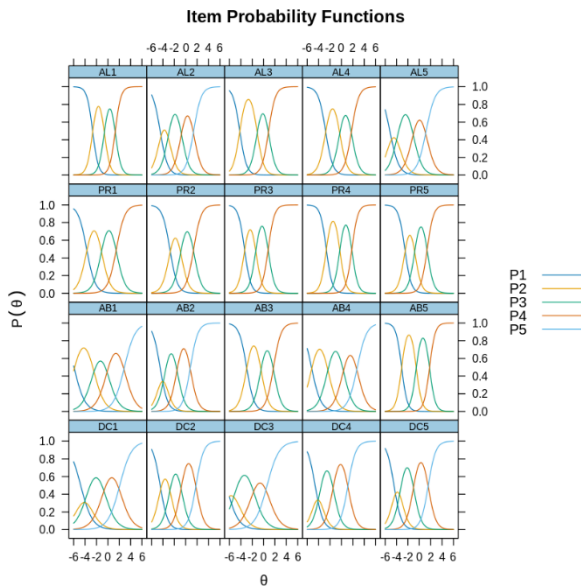 Item Probability Functions
-6 -4 -2 0 2 4 6 -6 -4 -2 0 2 4 6
AL1 AL2 AL3 AL4 AL5
1.0
0.8
0.6
0.4
0.2
0.0
PR1 PR2 PR3 PR4 PR5
1.0
0.8
0.6
0.4
0.2
0.0
AB1 AB2 AB3 AB4 AB5
1.0
0.8
0.6
0.4
0.2
0.0
DC1 DC2 DC3 DC4 DC5
1.0
0.8
0.6
0.4
0.2
0.0
-6 -4 -2 0 2 4 6 -6 -4 -2 0 2 4 6 -6 -4 -2 0 2 4 6
θ
P(θ)
P1
P2
P3
P4
P5